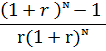 (1+r )ᴺ − 1
r(1+r)ᴺ